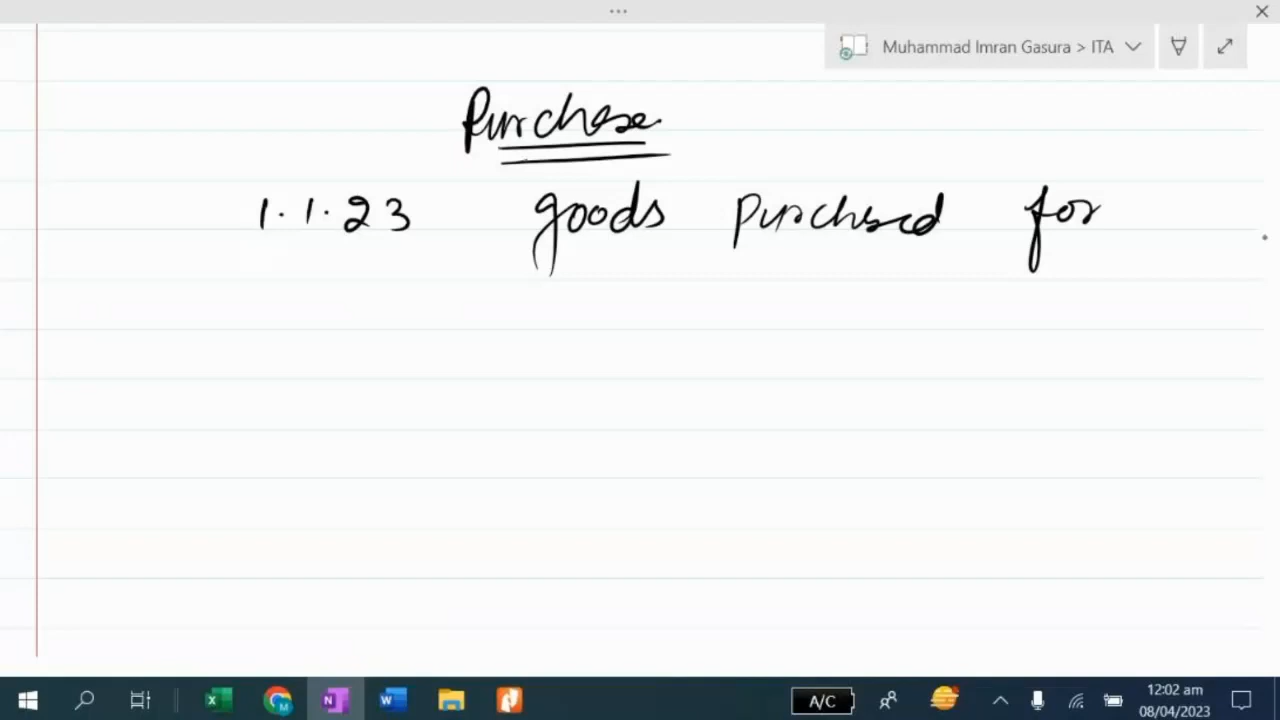 Muhammad Imran Gasura > ITA
Purchase
1.1.23 goods purchased for
A/C
12:02 am
08/04/2023